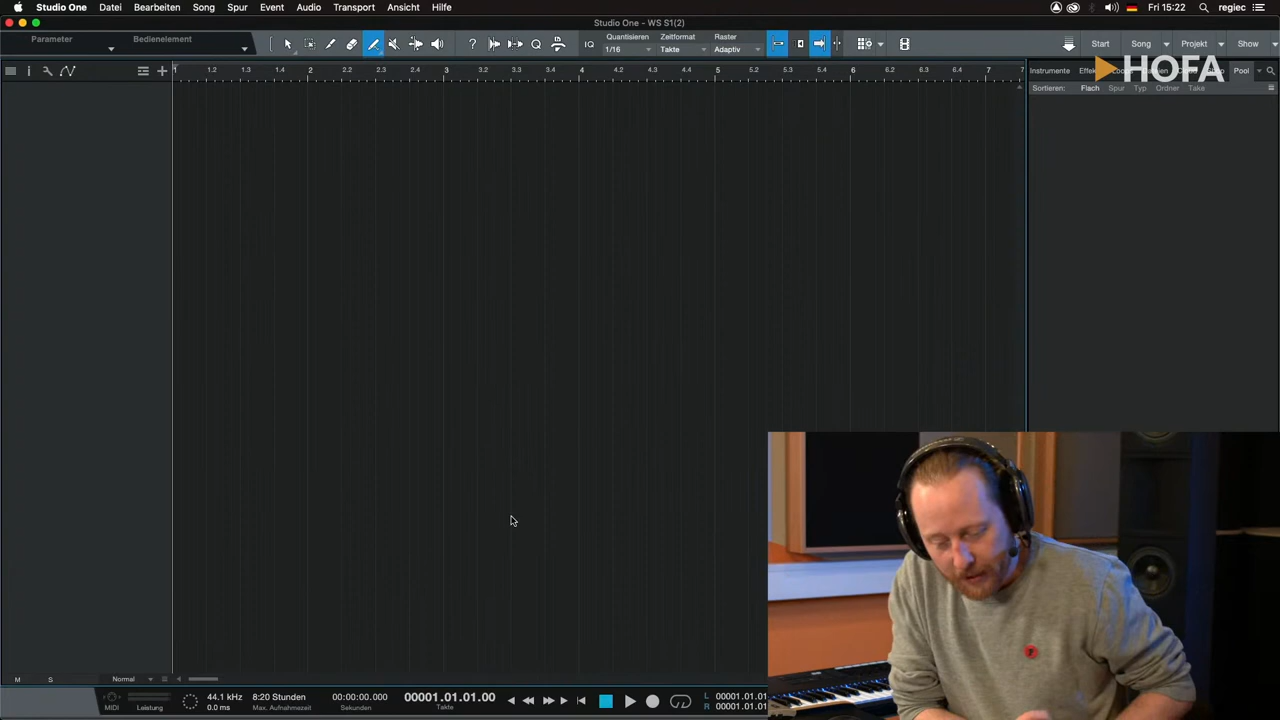 Studio One Datei Bearbeiten Song Spur Event Audio Transport Ansicht Hilfe Fri 15:22 regiec
Studio One - WS S1(2)
Parameter Bedienelement
Quantisieren Zeitformat Raster
IQ 1/16 Takte Adaptiv
Start Song Projekt Show
1 1.2 1.3 1.4 2 2.2 2.3 2.4 3 3.2 3.3 3.4 4 4.2 4.3 4.4 5 5.2 5.3 5.4 6 6.2 6.3 6.4 7 7
Instrumente Pool
HOFA
Sortieren: Flach Spur Typ Ordner Take
M S Normal
MIDI Leistung
44.1 kHz
0.0 ms
8:20 Stunden
Max. Aufnahmezeit
00:00:00.000
Sekunden
00001.01.01.00
Takte
L 00001.01.01.00
R 00001.01.01.00